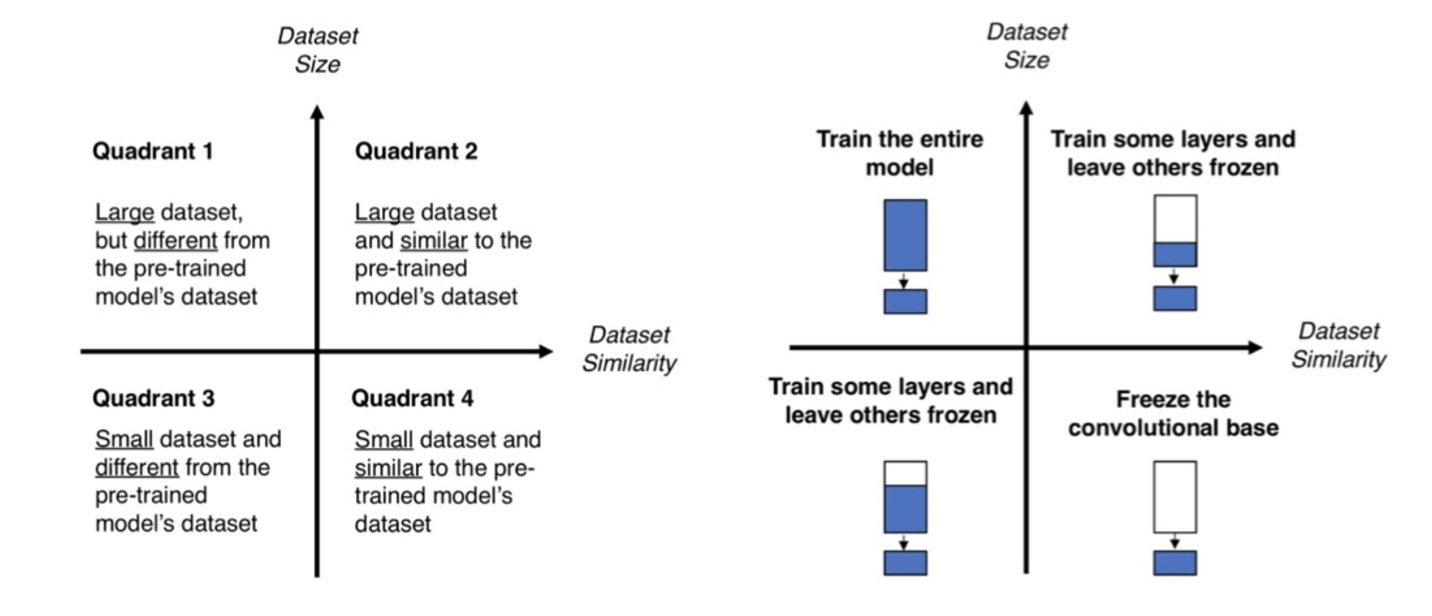 Dataset
Size
Quadrant 1
Large dataset,
but different from
the pre-trained
model's dataset
Quadrant 2
Large dataset
and similar to the
pre-trained
model's dataset
Dataset
Similarity
Quadrant 3
Small dataset and
different from the
pre-trained
model's dataset
Quadrant 4
Small dataset and
similar to the pre-
trained model's
dataset
Dataset
Size
Train the entire
model
Train some layers and
leave others frozen
Dataset
Similarity
Train some layers and
leave others frozen
Freeze the
convolutional base